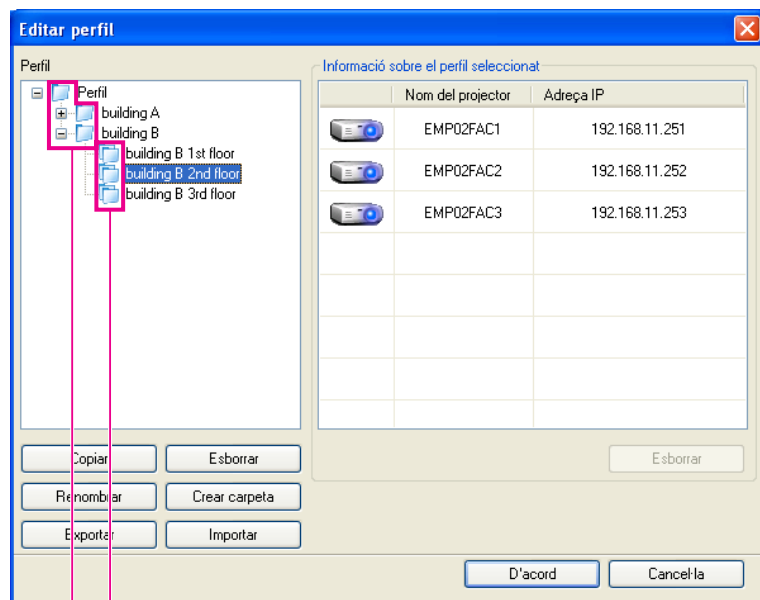 Editar perfil
Perfil
Perfil
building A
building B
building B 1st floor
building B 2nd floor
building B 3rd floor
Copiar
Esborrar
Renombrar
Crear carpeta
Exportar
Importar
Informació sobre el perfil seleccionat
Nom del projector Adreça IP
EMP02FAC1 192.168.11.251
EMP02FAC2 192.168.11.252
EMP02FAC3 192.168.11.253
Esborrar
D'acord
Cancel·la